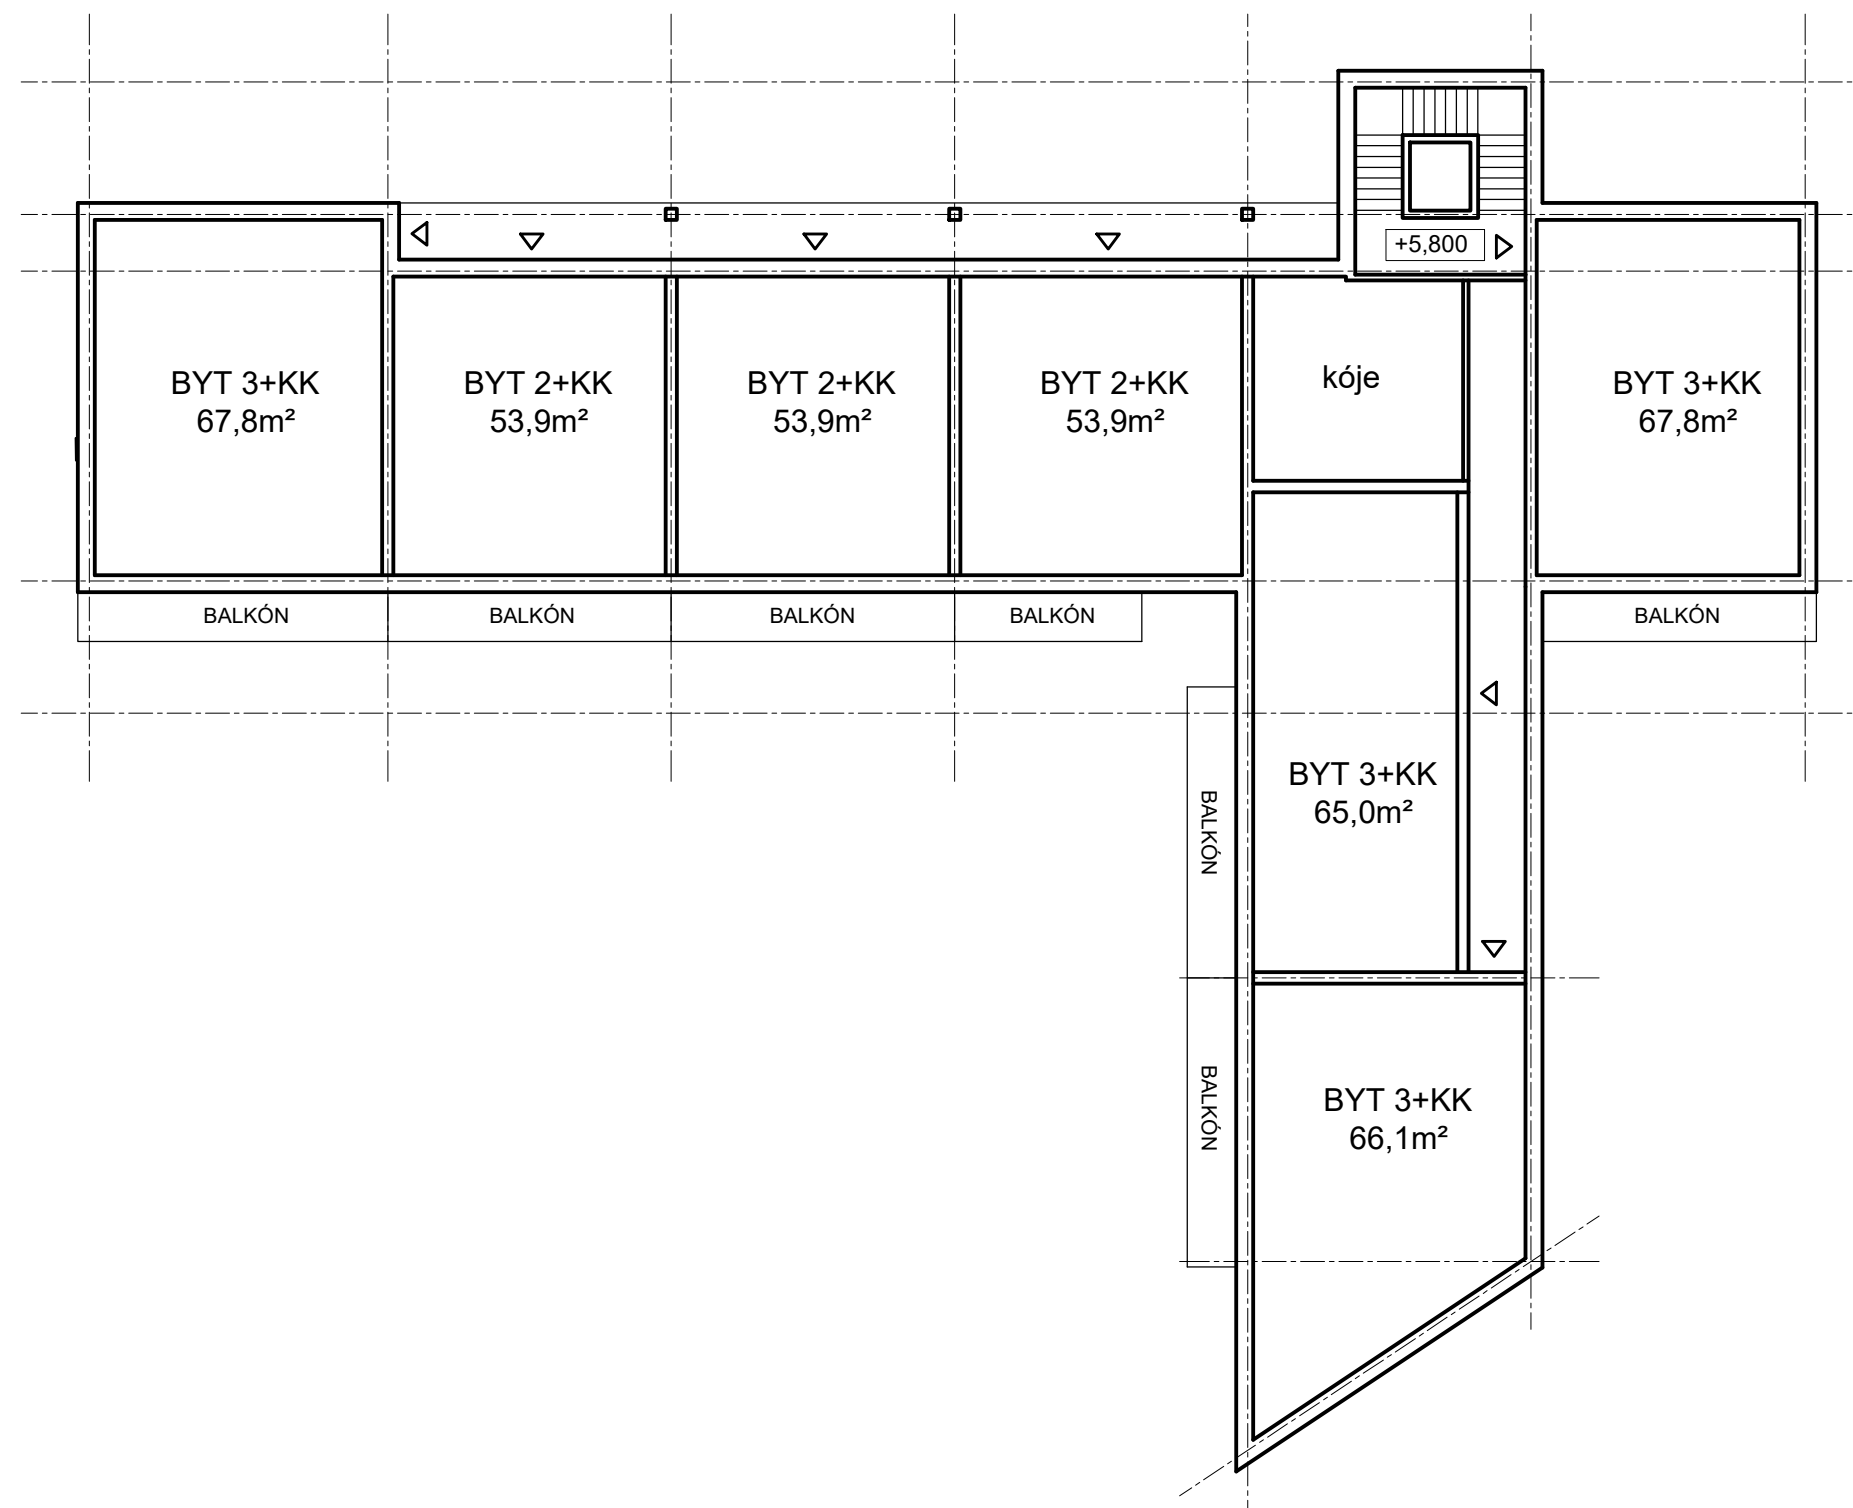 +5,800
BYT 3+KK
67,8m²
BYT 2+KK
53,9m²
BYT 2+KK
53,9m²
BYT 2+KK
53,9m²
kóje
BYT 3+KK
67,8m²
BALKÓN
BALKÓN
BALKÓN
BALKÓN
BALKÓN
BYT 3+KK
65,0m²
BALKÓN
BYT 3+KK
66,1m²
BALKÓN